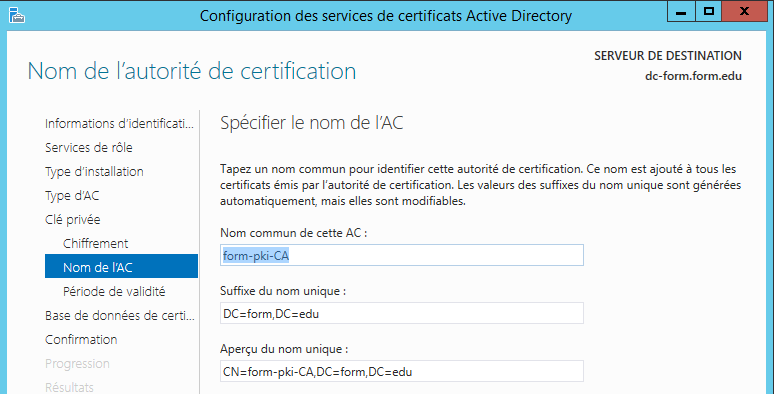 Configuration des services de certificats Active Directory
Nom de l’autorité de certification
SERVEUR DE DESTINATION
dc-form.form.edu
Informations d’identificati...
Services de rôle
Type d’installation
Type d’AC
Clé privée
Chiffrement
Nom de l’AC
Période de validité
Base de données de certi...
Confirmation
Progression
Résultats
Spécifier le nom de l’AC
Tapez un nom commun pour identifier cette autorité de certification. Ce nom est ajouté à tous les
certificats émis par l’autorité de certification. Les valeurs des suffixes du nom unique sont générées
automatiquement, mais elles sont modifiables.
Nom commun de cette AC :
form-pki-CA
Suffixe du nom unique :
DC=form,DC=edu
Aperçu du nom unique :
CN=form-pki-CA,DC=form,DC=edu